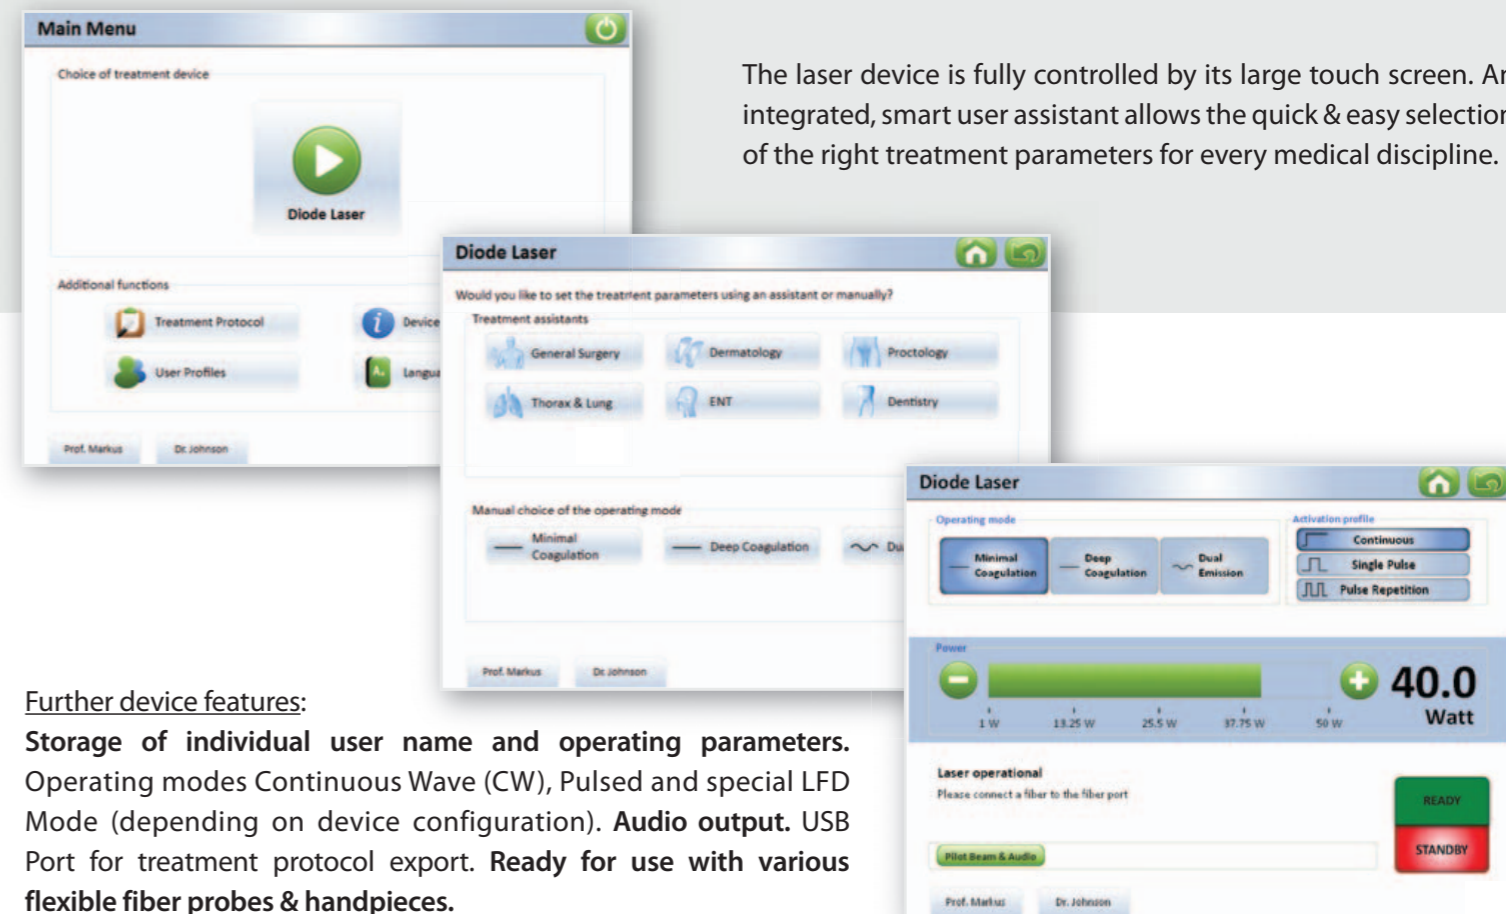 Main Menu
Choice of treatment device
Diode Laser
Additional functions
Treatment Protocol
Device
User Profiles
Prof. Markus
Dr. Johnson
The laser device is fully controlled by its large touch screen.
integrated, smart user assistant allows the quick & easy selection
of the right treatment parameters for every medical discipline.
Diode Laser
Would you like to set the treatment parameters using an assistant or manually?
Treatment assistants
General Surgery
Dermatology
Proctology
Thorax & Lung
ENT
Dentistry
Manual choice of the operating mode
Minimal
Coagulation
Deep Coagulation
Prof. Markus
Dr. Johnson
Diode Laser
Operating mode
Minimal
Coagulation
Deep
Coagulation
Dual
Emission
Activation profile
Continuous
Single Pulse
Pulse Repetition
Power
40.0
Watt
1 W 13.25 W 25.5 W 37.75 W 50 W
Laser operational
Please connect a fiber to the fiber port
READY
STANDBY
Pilot Beam & Audio
Prof. Markus
Dr. Johnson
Further device features:
Storage of individual user name and operating parameters.
Operating modes Continuous Wave (CW), Pulsed and special LFD
Mode (depending on device configuration). Audio output. USB
Port for treatment protocol export. Ready for use with various
flexible fiber probes & handpieces.